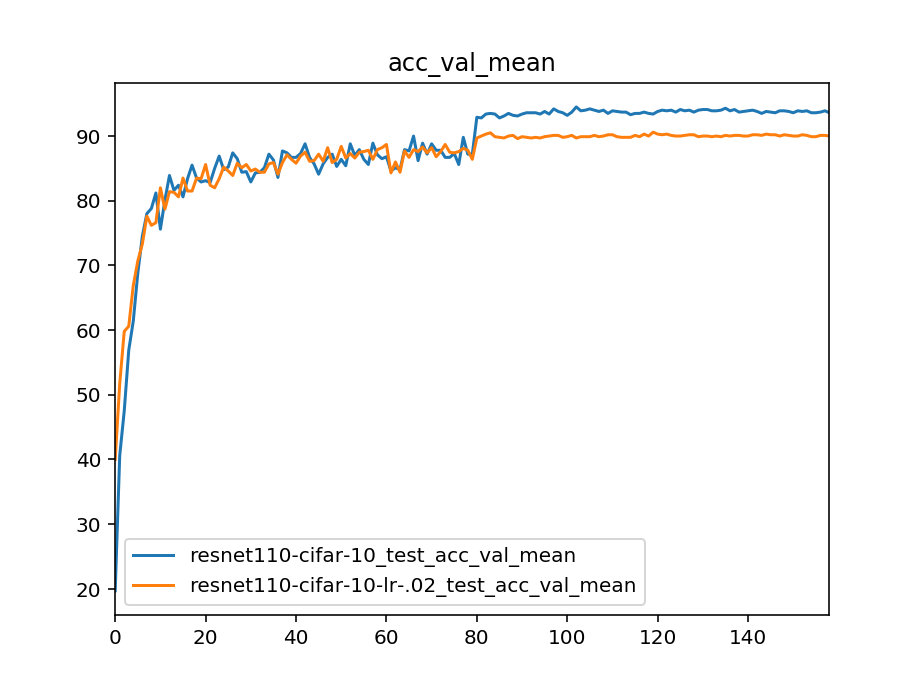 acc_val_mean
90
80
70
60
50
40
30
20
resnet110-cifar-10_test_acc_val_mean
resnet110-cifar-10-lr-.02_test_acc_val_mean
0 20 40 60 80 100 120 140